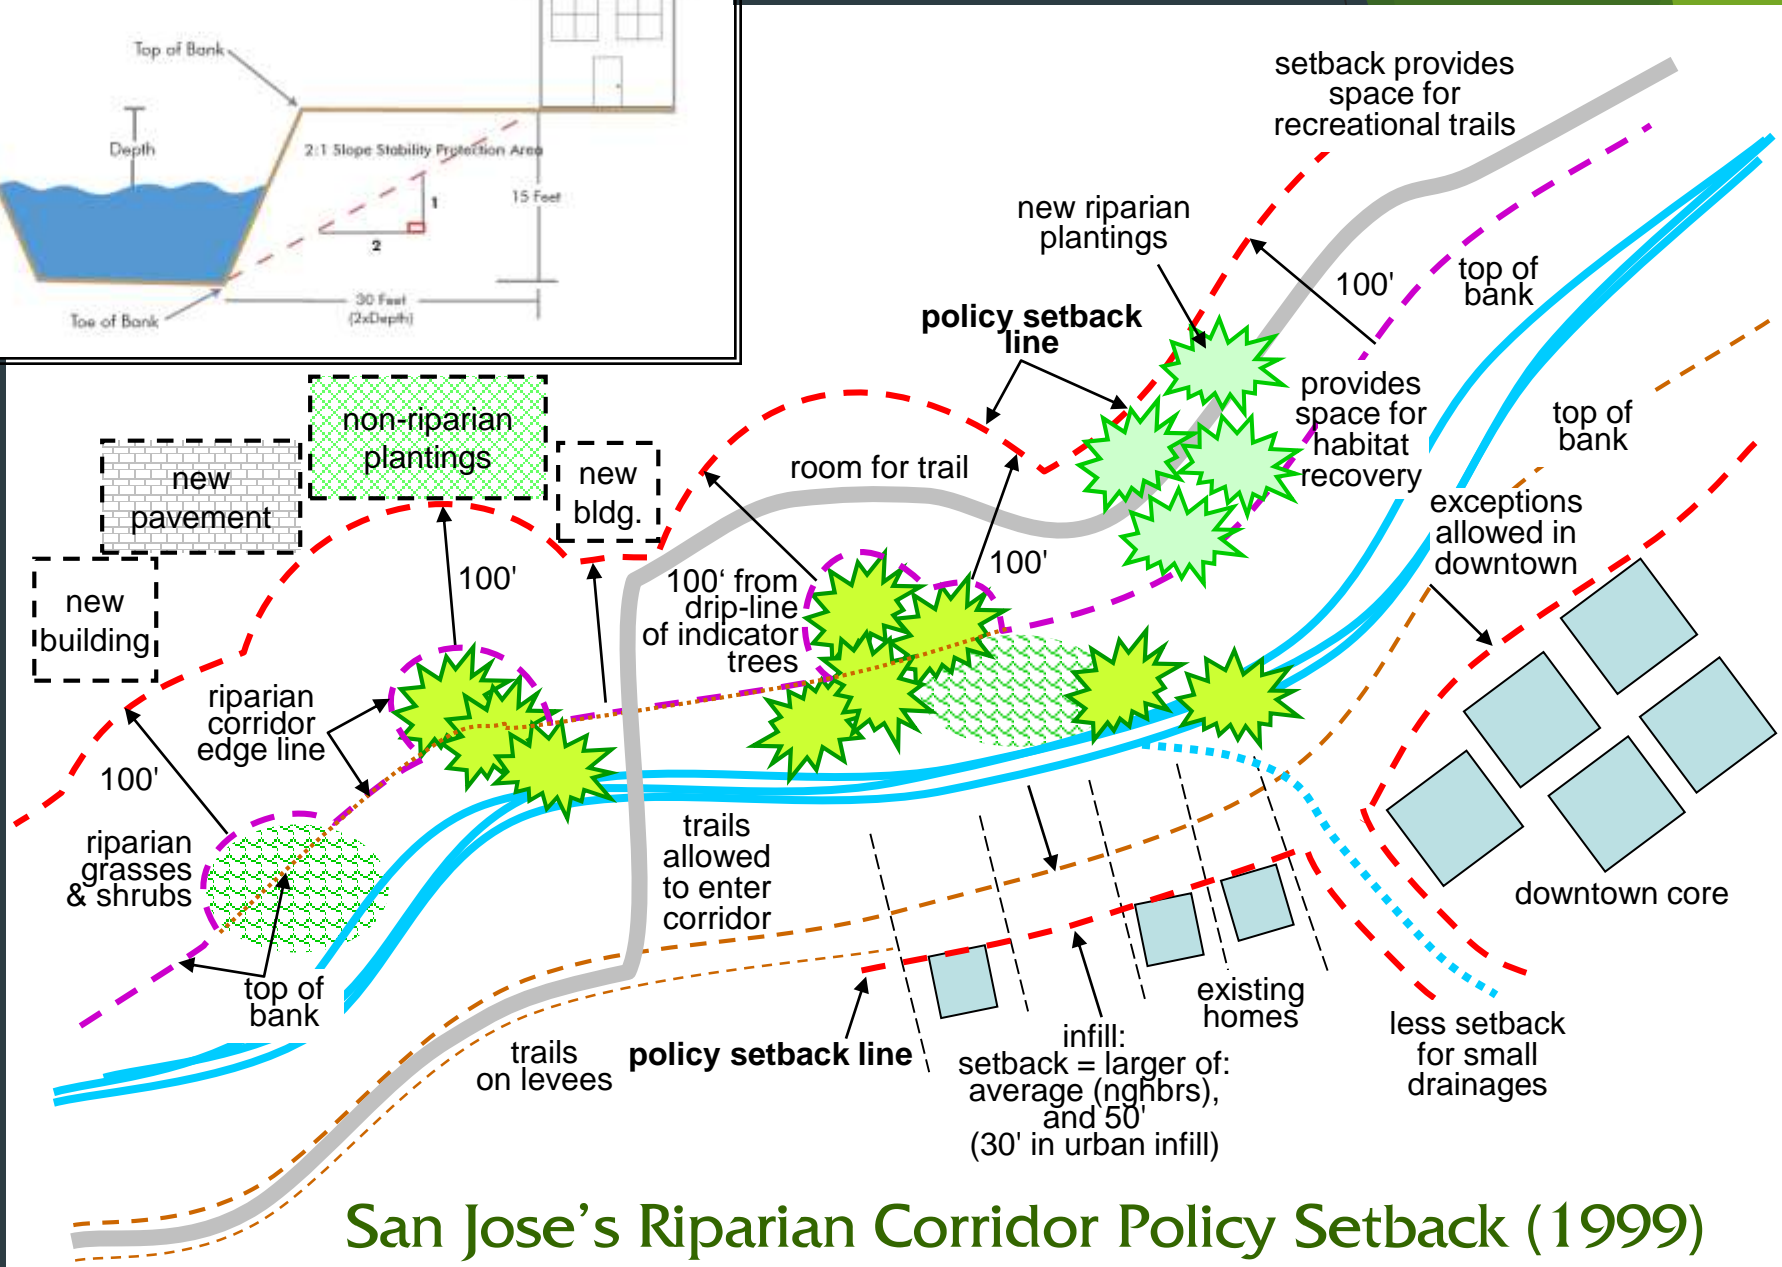 Top of Bank
Depth
2:1 Slope Stability Protection Area
1
2
15 Feet
30 Feet
(2xDepth)
Toe of Bank
setback provides
space for
recreational trails
new riparian
plantings
100'
top of
bank
policy setback
line
provides
space for
habitat
recovery
top of
bank
non-riparian
plantings
new
pavement
new
bldg.
room for trail
exceptions
allowed in
downtown
new
building
100'
100‘ from
drip-line
of indicator
trees
100'
riparian
corridor
edge line
100'
riparian
grasses
& shrubs
trails
allowed
to enter
corridor
downtown core
top of
bank
existing
homes
trails
on levees
policy setback line
infill:
setback = larger of:
average (nghbrs),
and 50'
(30' in urban infill)
less setback
for small
drainages
San Jose’s Riparian Corridor Policy Setback (1999)